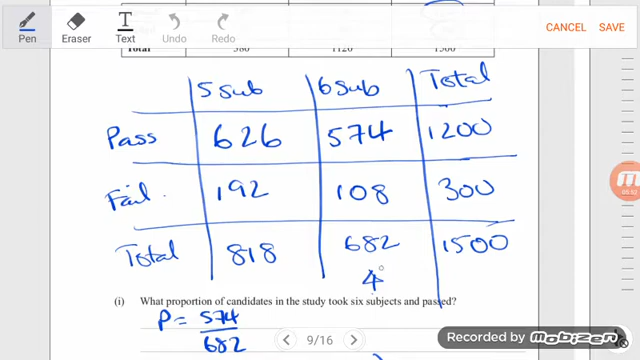 CANCEL SAVE
Pen Eraser Text Undo Redo
Total 380 1120 1500
5 Sub 6 Sub Total
Pass 626 574 1200
Fail 192 108 300
Total 818 682 1500
4
(i) What proportion of candidates in the study took six subjects and passed?
P = 574
682
9/16
Recorded by Mobizen